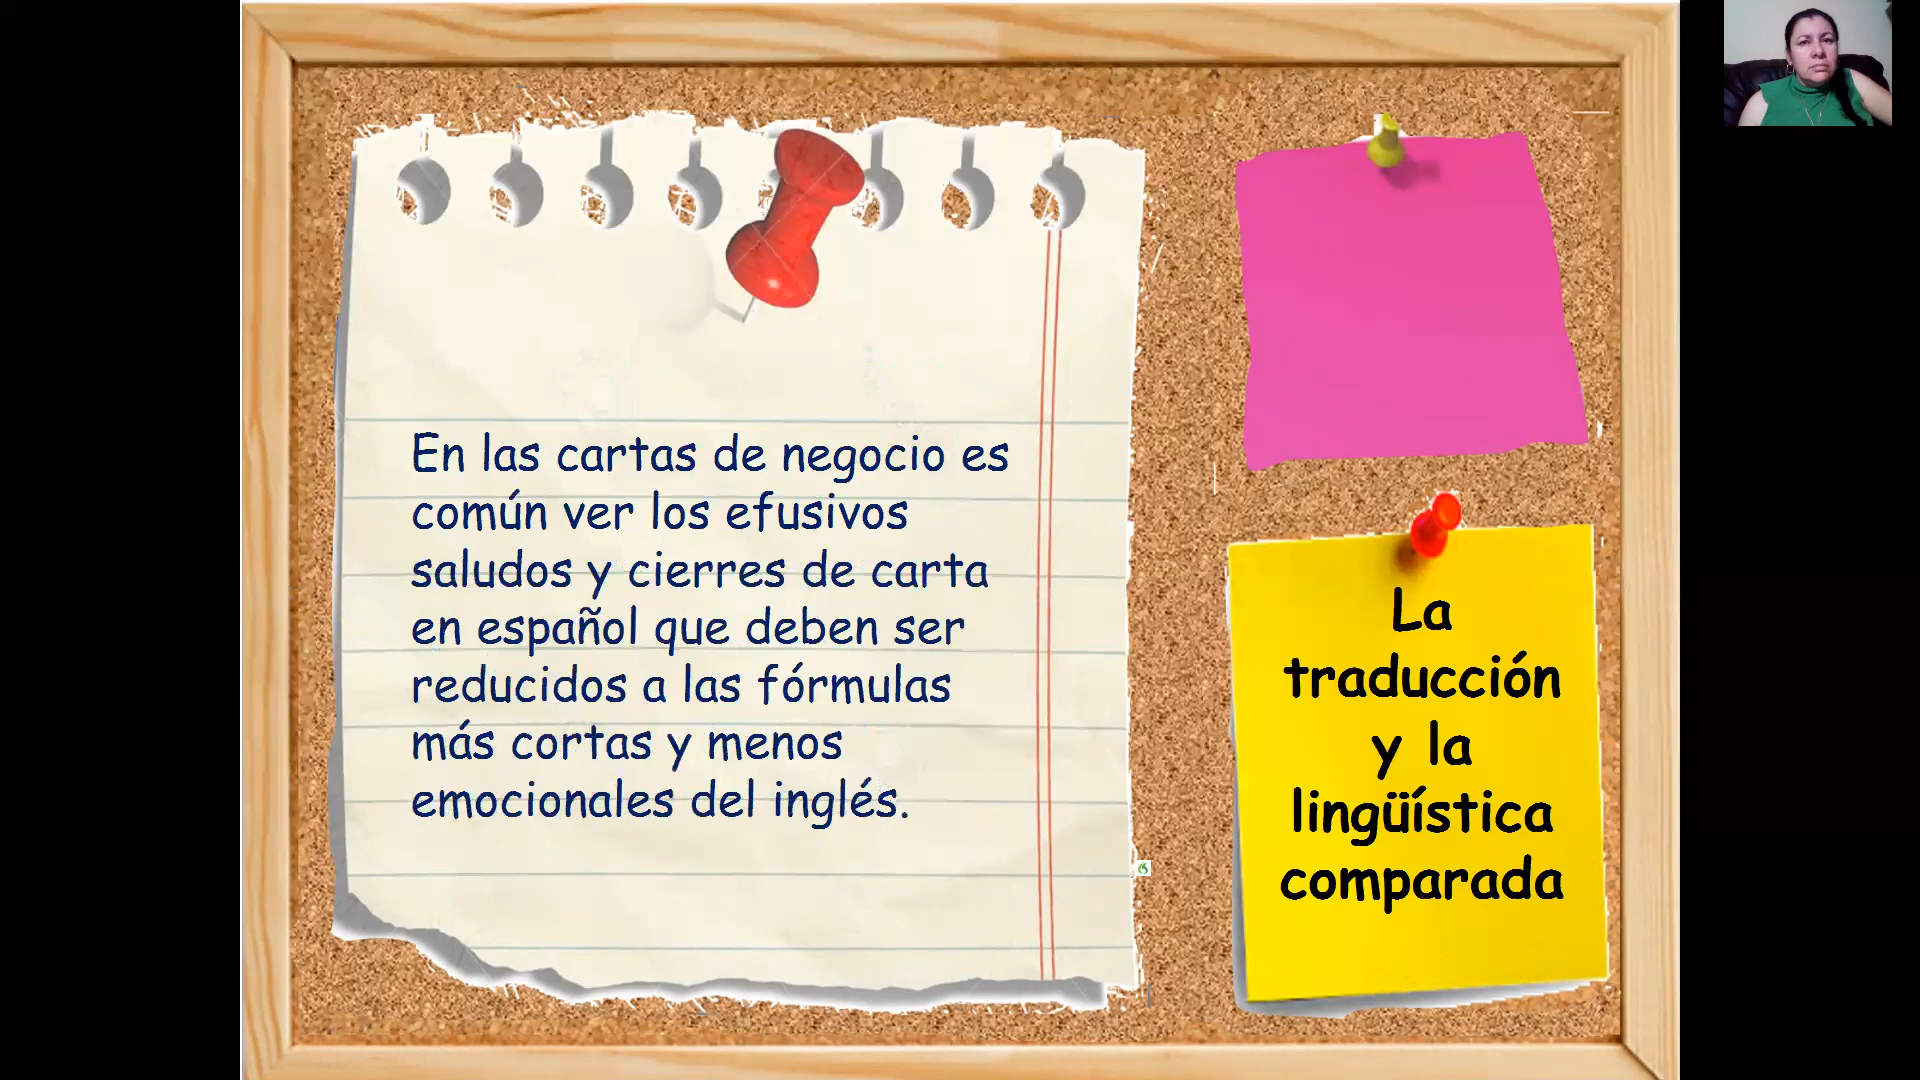 En las cartas de negocio es
común ver los efusivos
saludos y cierres de carta
en español que deben ser
reducidos a las fórmulas
más cortas y menos
emocionales del inglés.
La
traducción
y la
lingüística
comparada